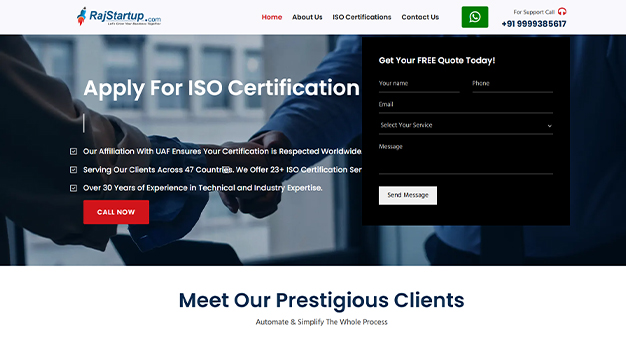 RajStartup.com
Let's Grow Your Business Together
Home
About Us
ISO Certifications
Contact Us
For Support Call
+91 9999385617
Apply For ISO Certification
Our Affiliation With UAF Ensures Your Certification is Respected Worldwide.
Serving Our Clients Across 47 Countries. We Offer 23+ ISO Certification Ser
Over 30 Years of Experience in Technical and Industry Expertise.
CALL NOW
Get Your FREE Quote Today!
Your name
Phone
Email
Select Your Service
Message
Send Message
Meet Our Prestigious Clients
Automate & Simplify The Whole Process